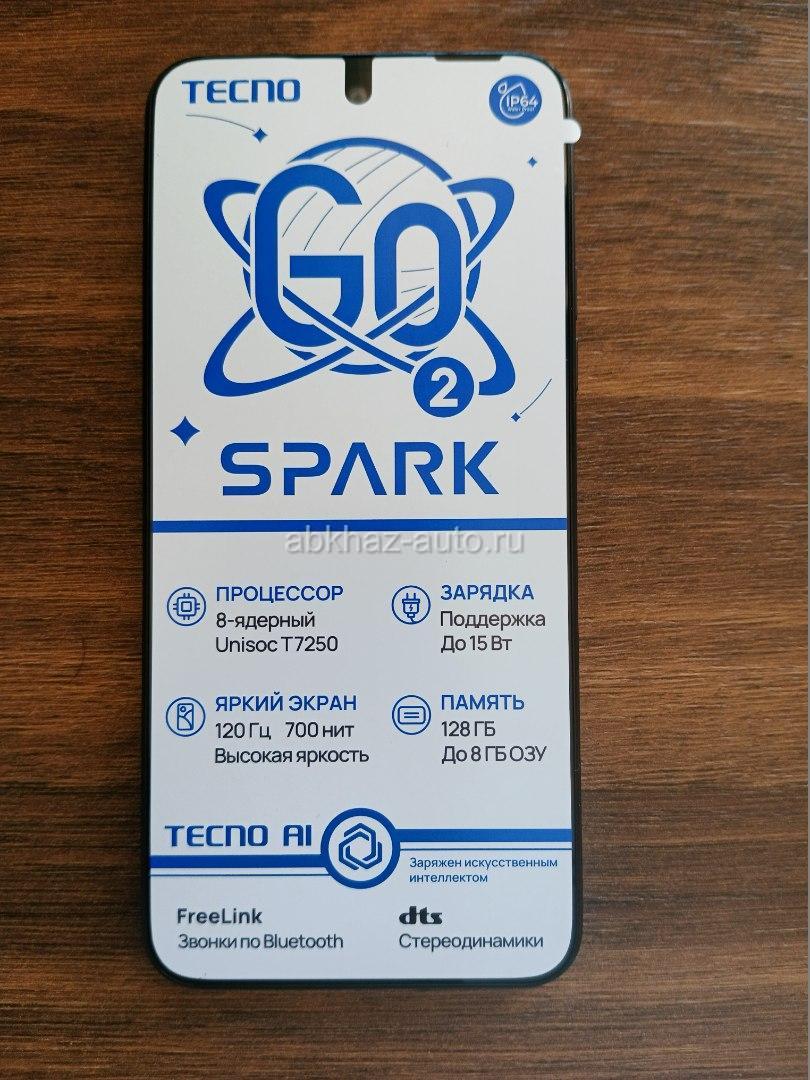 TECNO
IP64
GO
2
SPARK
abkhaz-auto.ru
ПРОЦЕССОР
8-ядерный
Unisoc T7250
ЗАРЯДКА
Поддержка
До 15 Вт
ЯРКИЙ ЭКРАН
120 Гц 700 нит
Высокая яркость
ПАМЯТЬ
128 ГБ
До 8 ГБ ОЗУ
TECNO AI
Заряжен искусственным
интеллектом
FreeLink
Звонки по Bluetooth
dts
Стереодинамики